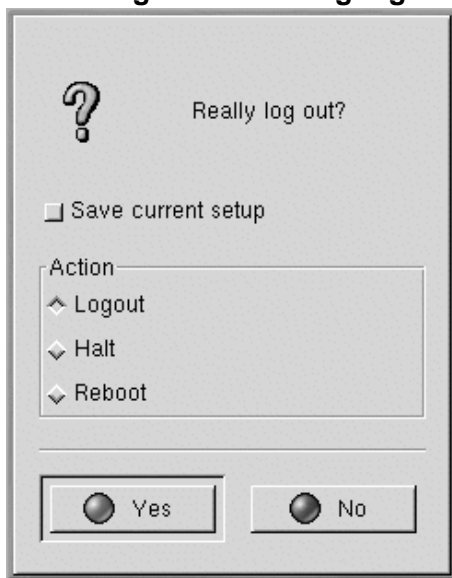 Really log out?
Save current setup
Action
Logout
Halt
Reboot
Yes No